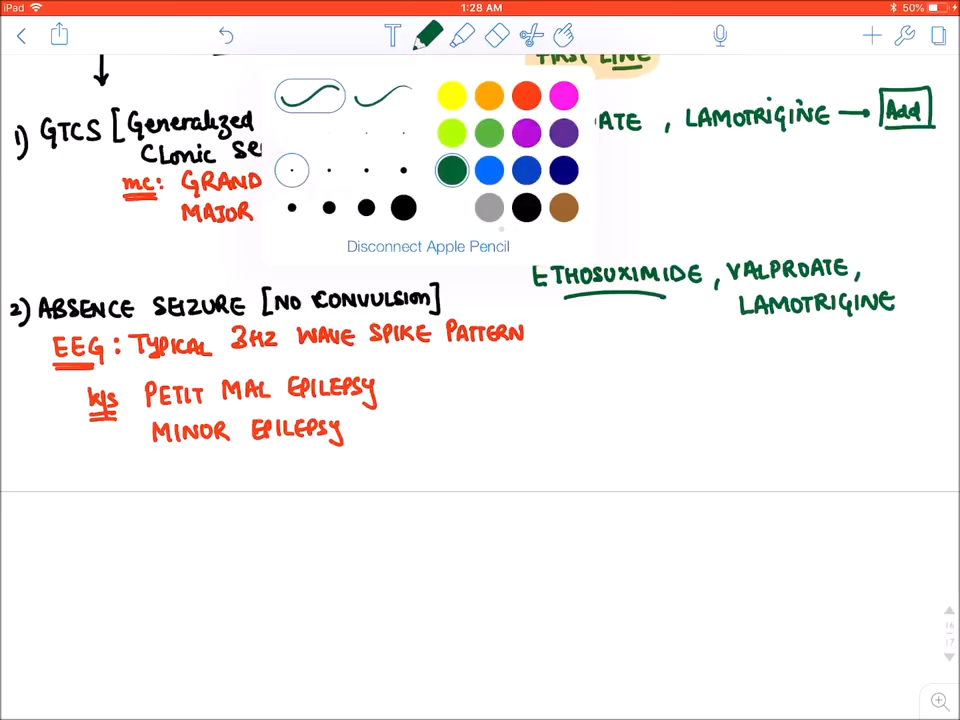 iPad 1:28 AM 50%
T
FIRST LINE
1) GTCS [Generalized
Clonic SE
ATE , LAMOTRIGINE → Add
mc: GRAND
MAJOR
Disconnect Apple Pencil
ETHOSUXIMIDE , VALPROATE ,
LAMOTRIGINE
2) ABSENCE SEIZURE [NO CONVULSION]
EEG : TYPICAL 3HZ WAVE SPIKE PATTERN
k/s PETIT MAL EPILEPSY
MINOR EPILEPSY
16
17